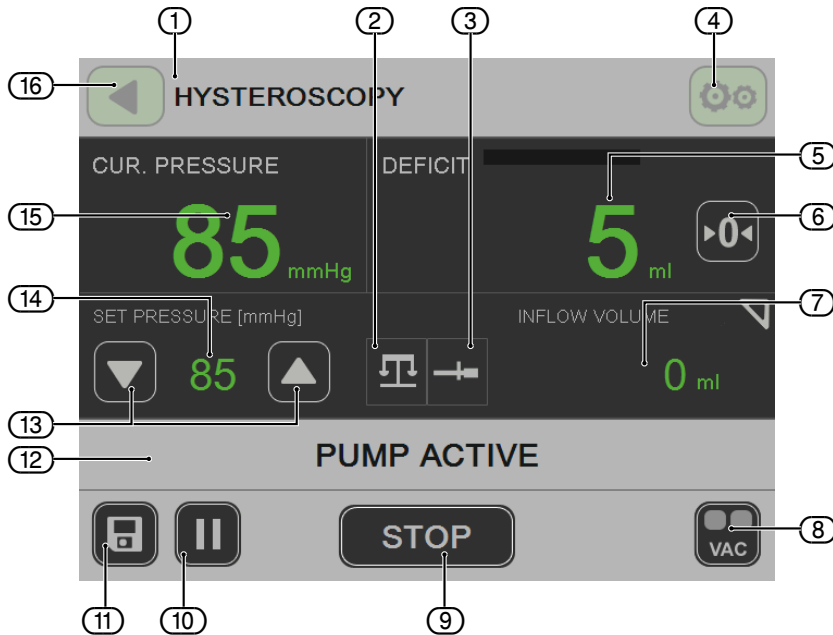 1 2 3 4
16 HYSTEROSCOPY
CUR. PRESSURE DEFICIT 5
15 85 mmHg 5 ml 0 6
14 SET PRESSURE [mmHg] INFLOW VOLUME 7
85 0 ml
13
12 PUMP ACTIVE
STOP VAC 8
11 10 9